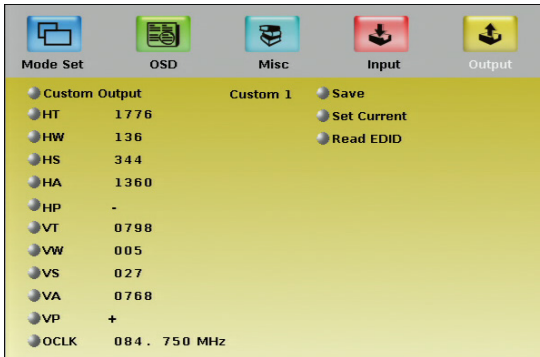 Mode Set OSD Misc Input Output
Custom Output Custom 1 Save
HT 1776 Set Current
HW 136 Read EDID
HS 344
HA 1360
HP -
VT 0798
VW 005
VS 027
VA 0768
VP +
OCLK 084. 750 MHz